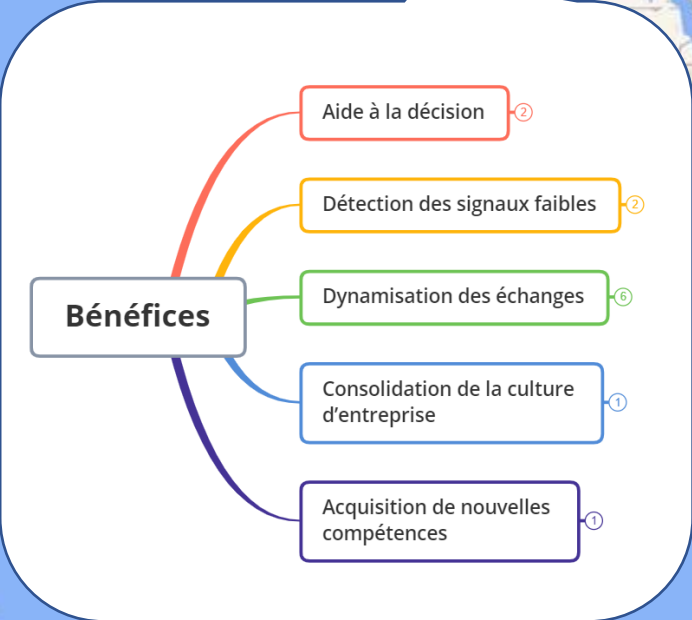 Aide à la décision 2
Détection des signaux faibles 2
Dynamisation des échanges 6
Bénéfices
Consolidation de la culture
d’entreprise 1
Acquisition de nouvelles
compétences 1